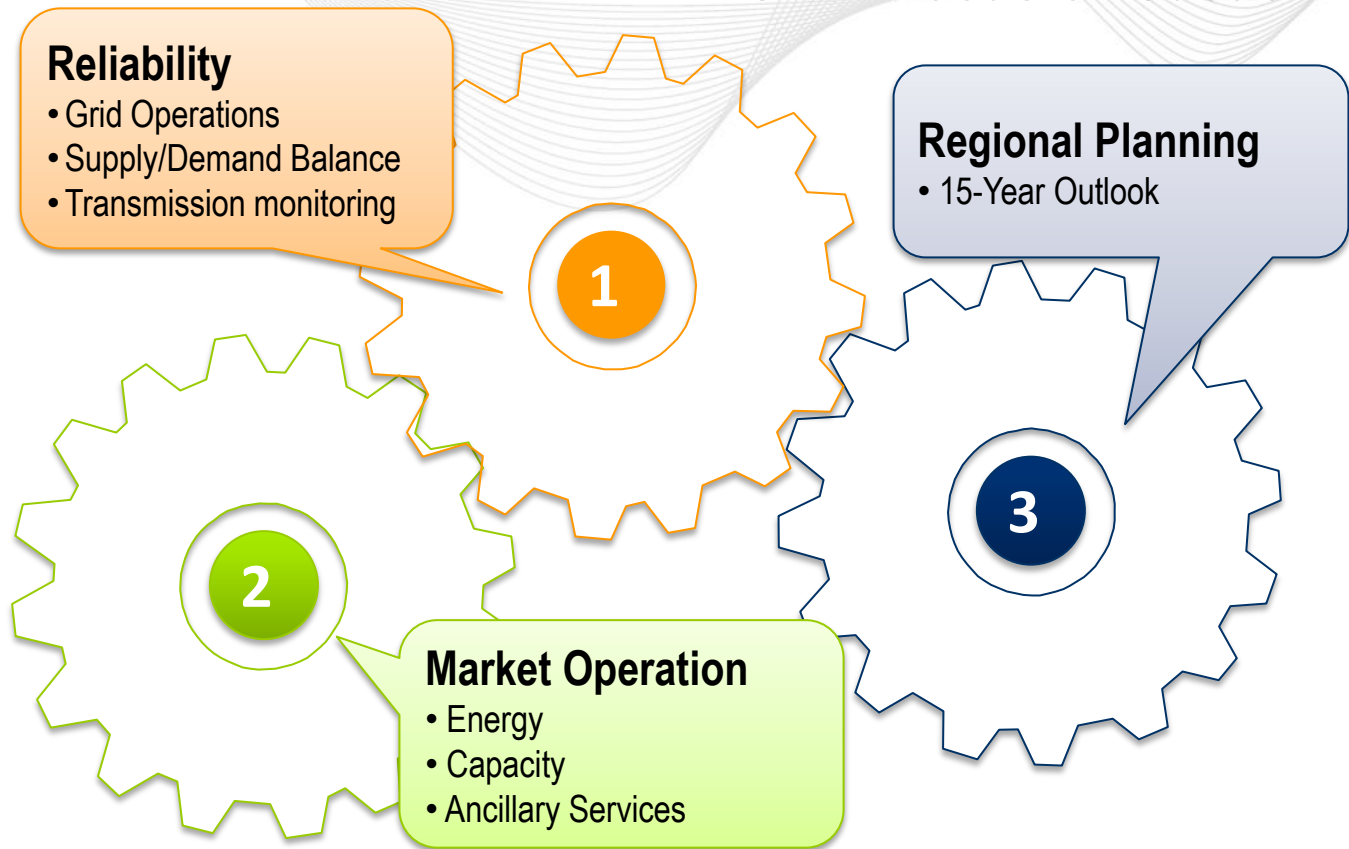 Reliability
• Grid Operations
• Supply/Demand Balance
• Transmission monitoring
1
Regional Planning
• 15-Year Outlook
3
2
Market Operation
• Energy
• Capacity
• Ancillary Services